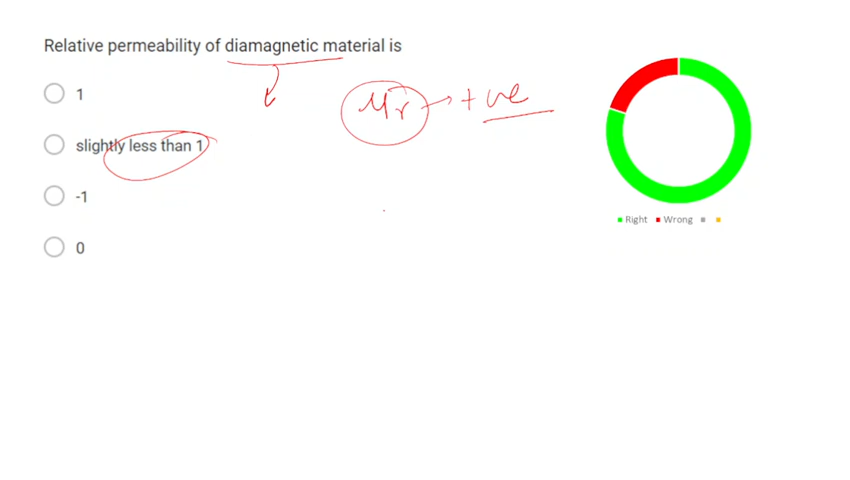 Relative permeability of diamagnetic material is
1
μr → +ve
slightly less than 1
-1
0
Right Wrong